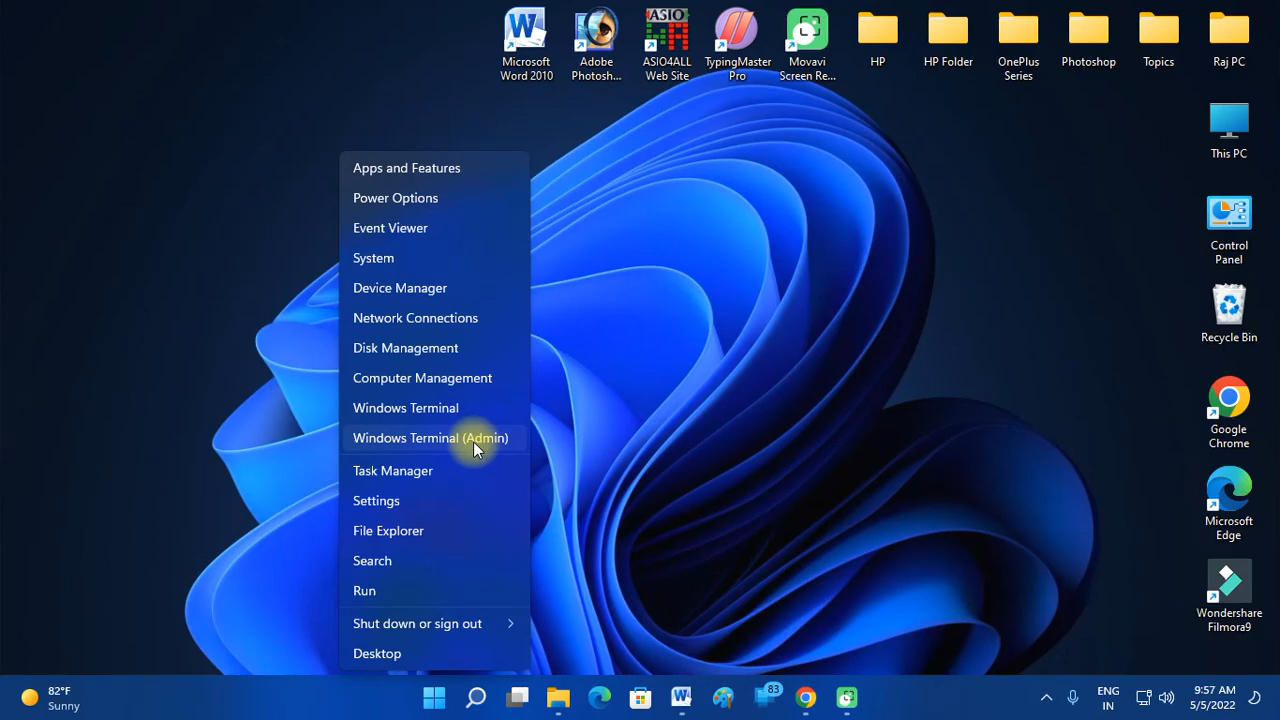 Microsoft
Word 2010
Adobe
Photosh...
ASIO
ASIO4ALL
Web Site
TypingMaster
Pro
Movavi
Screen Re...
HP
HP Folder
OnePlus
Series
Photoshop
Topics
Raj PC
This PC
Control
Panel
Recycle Bin
Google
Chrome
Microsoft
Edge
Wondershare
Filmora9
Apps and Features
Power Options
Event Viewer
System
Device Manager
Network Connections
Disk Management
Computer Management
Windows Terminal
Windows Terminal (Admin)
Task Manager
Settings
File Explorer
Search
Run
Shut down or sign out
Desktop
82°F
Sunny
83
ENG
IN
9:57 AM
5/5/2022